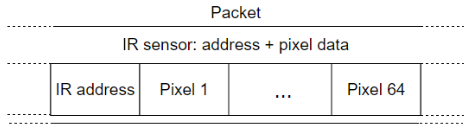 Packet
IR sensor: address + pixel data
IR address Pixel 1 ... Pixel 64